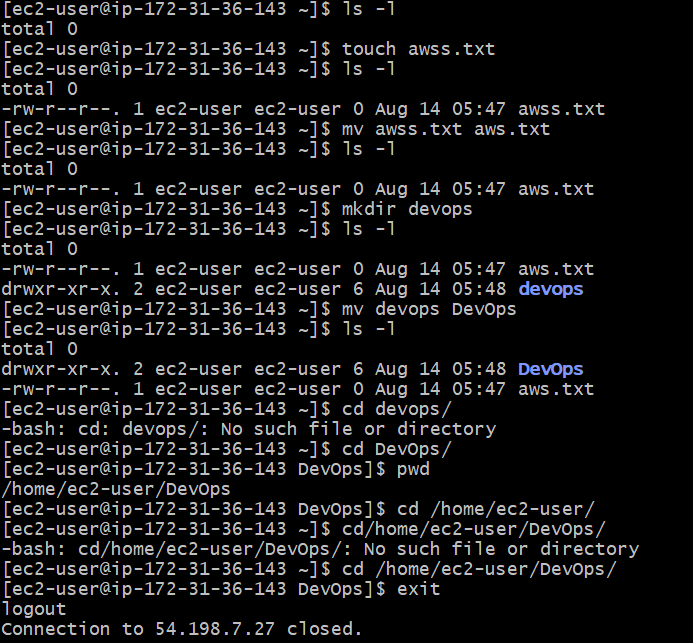 [ec2-user@ip-172-31-36-143 ~]$ ls -l
total 0
[ec2-user@ip-172-31-36-143 ~]$ touch awss.txt
[ec2-user@ip-172-31-36-143 ~]$ ls -l
total 0
-rw-r--r--. 1 ec2-user ec2-user 0 Aug 14 05:47 awss.txt
[ec2-user@ip-172-31-36-143 ~]$ mv awss.txt aws.txt
[ec2-user@ip-172-31-36-143 ~]$ ls -l
total 0
-rw-r--r--. 1 ec2-user ec2-user 0 Aug 14 05:47 aws.txt
[ec2-user@ip-172-31-36-143 ~]$ mkdir devops
[ec2-user@ip-172-31-36-143 ~]$ ls -l
total 0
-rw-r--r--. 1 ec2-user ec2-user 0 Aug 14 05:47 aws.txt
drwxr-xr-x. 2 ec2-user ec2-user 6 Aug 14 05:48 devops
[ec2-user@ip-172-31-36-143 ~]$ mv devops DevOps
[ec2-user@ip-172-31-36-143 ~]$ ls -l
total 0
drwxr-xr-x. 2 ec2-user ec2-user 6 Aug 14 05:48 DevOps
-rw-r--r--. 1 ec2-user ec2-user 0 Aug 14 05:47 aws.txt
[ec2-user@ip-172-31-36-143 ~]$ cd devops/
-bash: cd: devops/: No such file or directory
[ec2-user@ip-172-31-36-143 ~]$ cd DevOps/
[ec2-user@ip-172-31-36-143 DevOps]$ pwd
/home/ec2-user/DevOps
[ec2-user@ip-172-31-36-143 DevOps]$ cd /home/ec2-user/
[ec2-user@ip-172-31-36-143 ~]$ cd/home/ec2-user/DevOps/
-bash: cd/home/ec2-user/DevOps/: No such file or directory
[ec2-user@ip-172-31-36-143 ~]$ cd /home/ec2-user/DevOps/
[ec2-user@ip-172-31-36-143 DevOps]$ exit
logout
Connection to 54.198.7.27 closed.